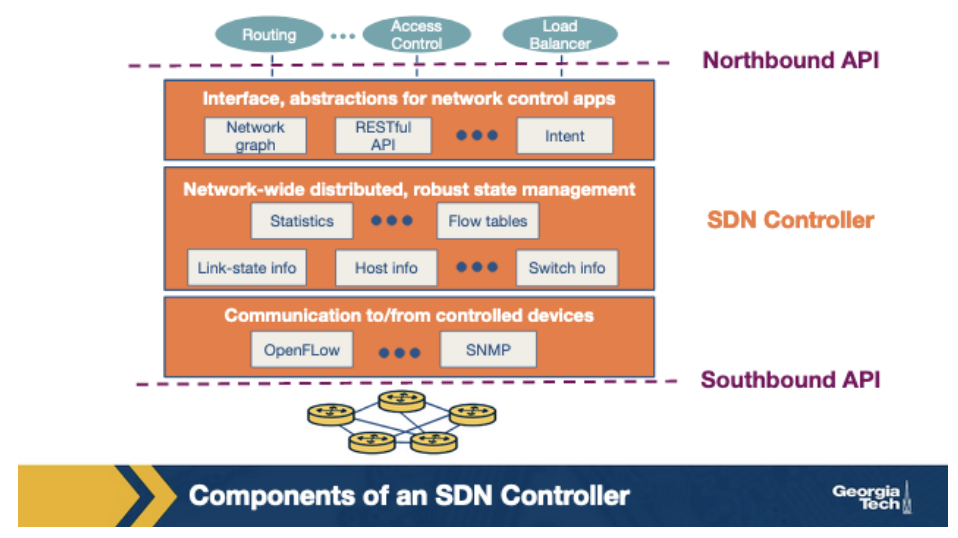 Routing
Access
Control
Load
Balancer
Northbound API
Interface, abstractions for network control apps
Network
graph
RESTful
API
Intent
Network-wide distributed, robust state management
Statistics
Flow tables
SDN Controller
Link-state info
Host info
Switch info
Communication to/from controlled devices
OpenFLow
SNMP
Southbound API
Components of an SDN Controller
Georgia
Tech